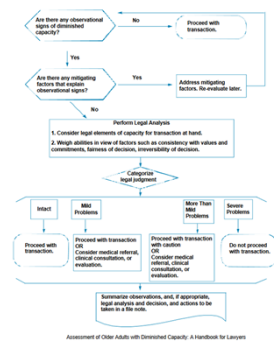 Are there any observational
signs of diminished
capacity?
No
Proceed with
transaction.
Yes
Are there any mitigating
factors that explain
observational signs?
Yes
Address mitigating
factors. Re-evaluate later.
No
Perform Legal Analysis
1. Consider legal elements of capacity for transaction at hand.
2. Weigh abilities in view of factors such as consistency with values and
commitments, fairness of decision, irreversibility of decision.
Categorize
legal judgment
Intact
Mild
Problems
More Than
Mild
Problems
Severe
Problems
Proceed with
transaction.
Proceed with transaction
OR
Consider medical referral,
clinical consultation, or
evaluation.
Proceed with transaction
with caution
OR
Consider medical
referral, clinical
consultation, or
evaluation.
Do not proceed
with transaction.
Summarize observations, and, if appropriate,
legal analysis and decision, and actions to be
taken in a file note.
Assessment of Older Adults with Diminished Capacity: A Handbook for Lawyers